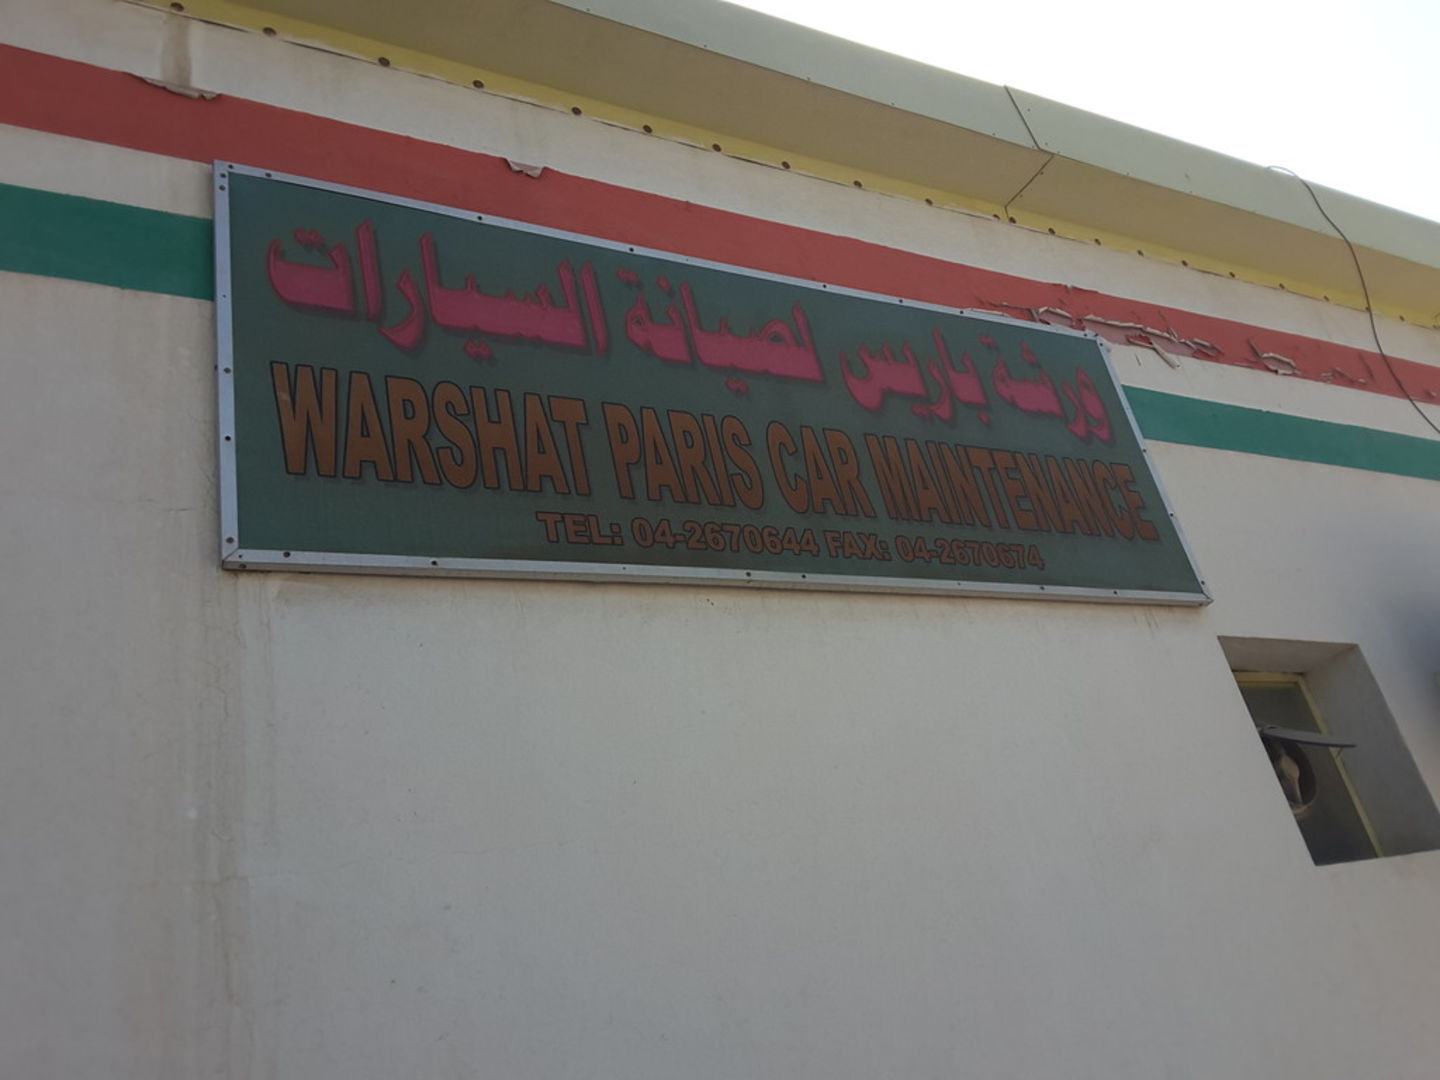 ورشة باريس لصيانة السيارات
WARSHAT PARIS CAR MAINTENANCE
TEL: 04-2670644 FAX: 04-2670674